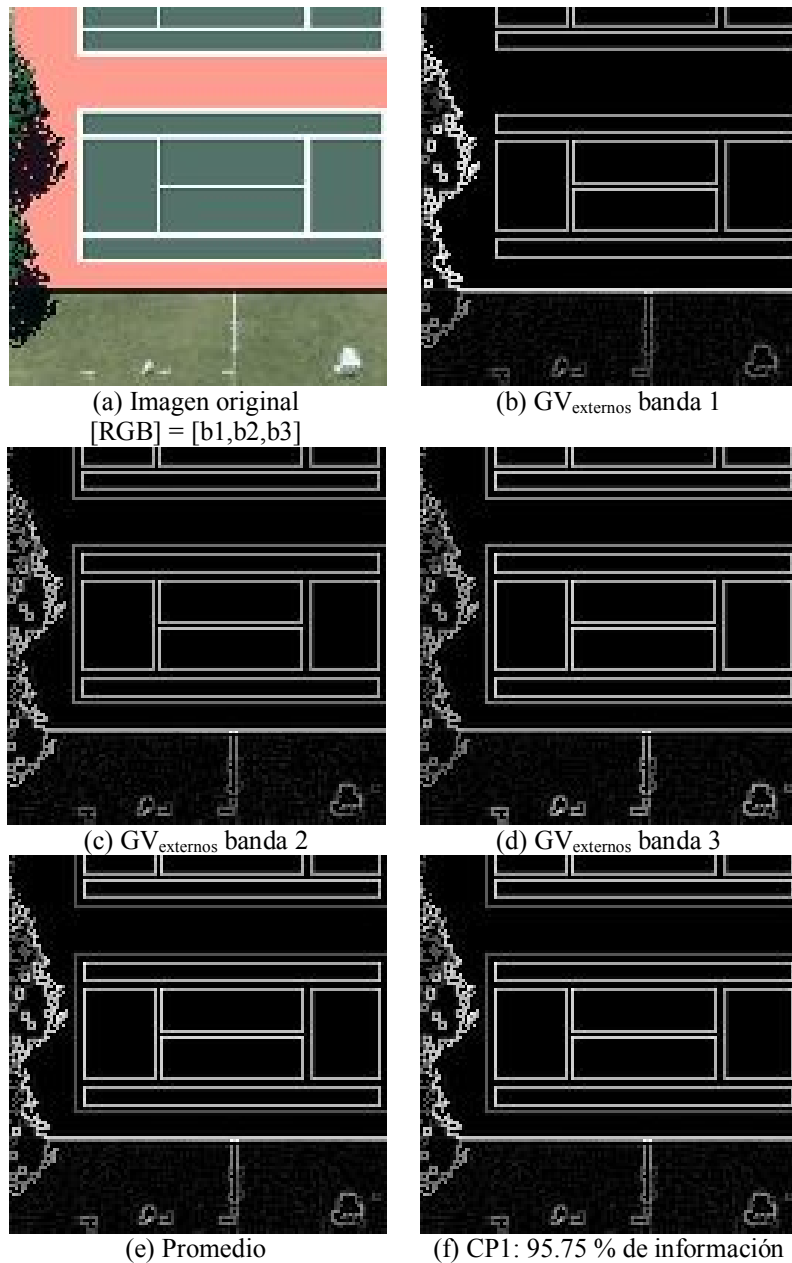 (a) Imagen original
[RGB] = [b1,b2,b3]
(b) GVexternos banda 1
(c) GVexternos banda 2
(d) GVexternos banda 3
(e) Promedio
(f) CP1: 95.75 % de información